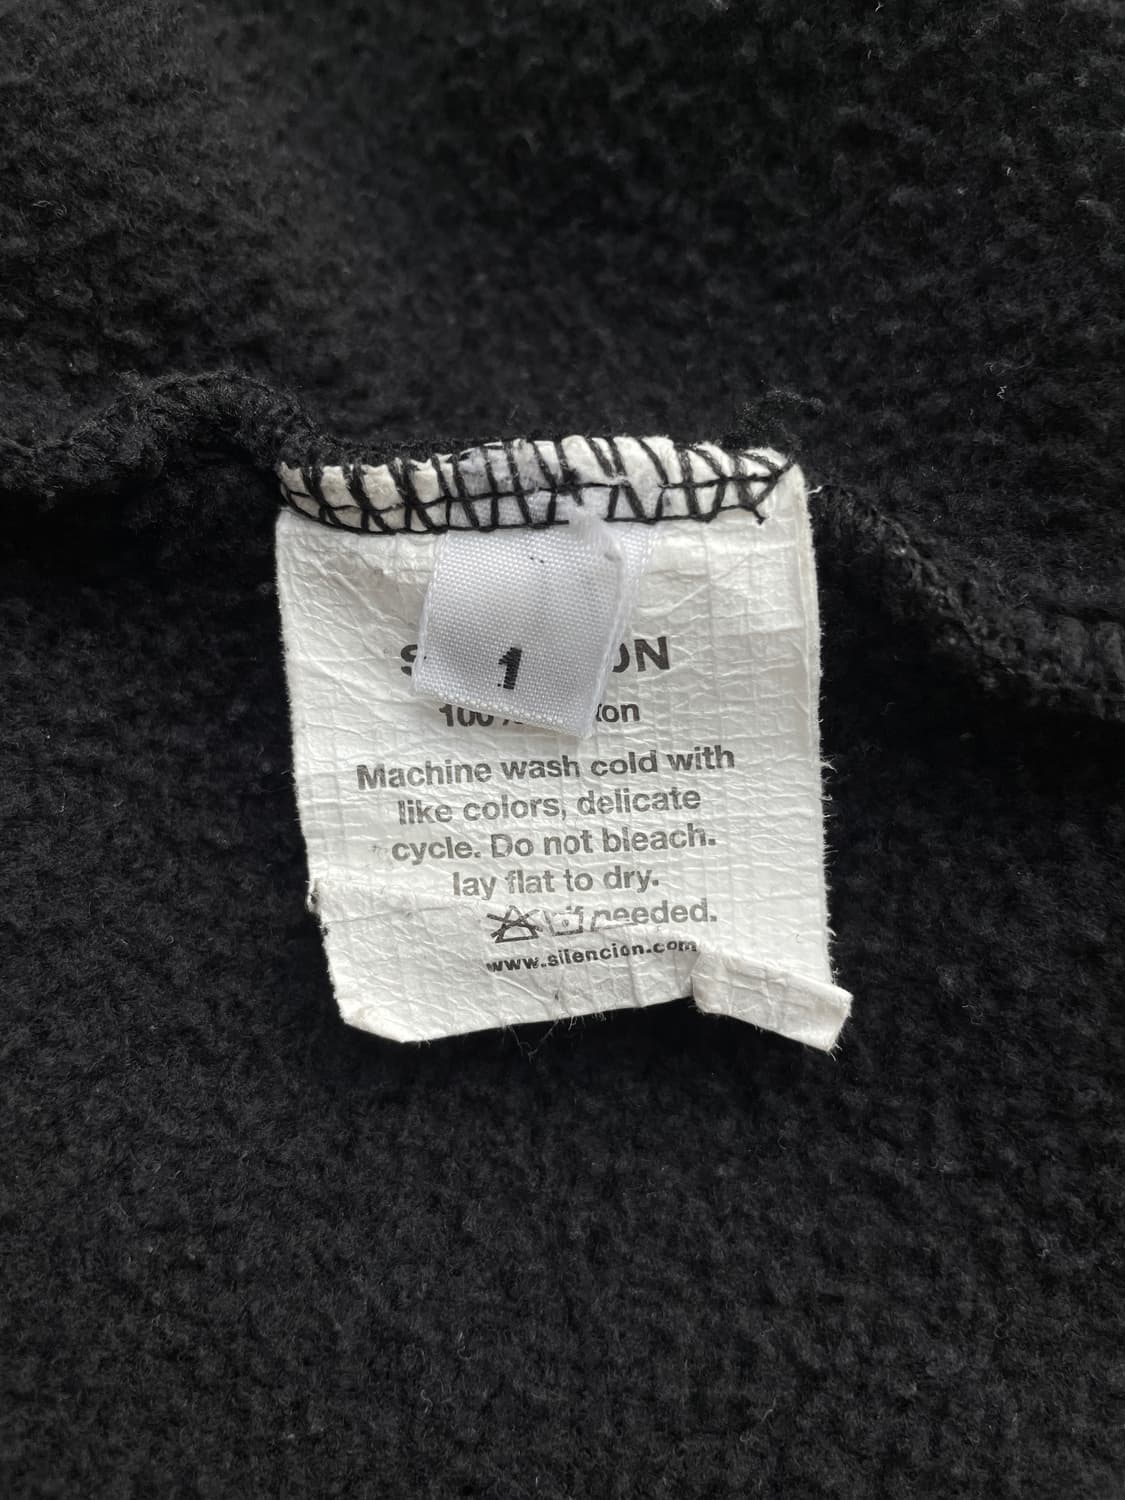 1
Machine wash cold with
like colors, delicate
cycle. Do not bleach.
lay flat to dry.
if needed.
www.silencion.com